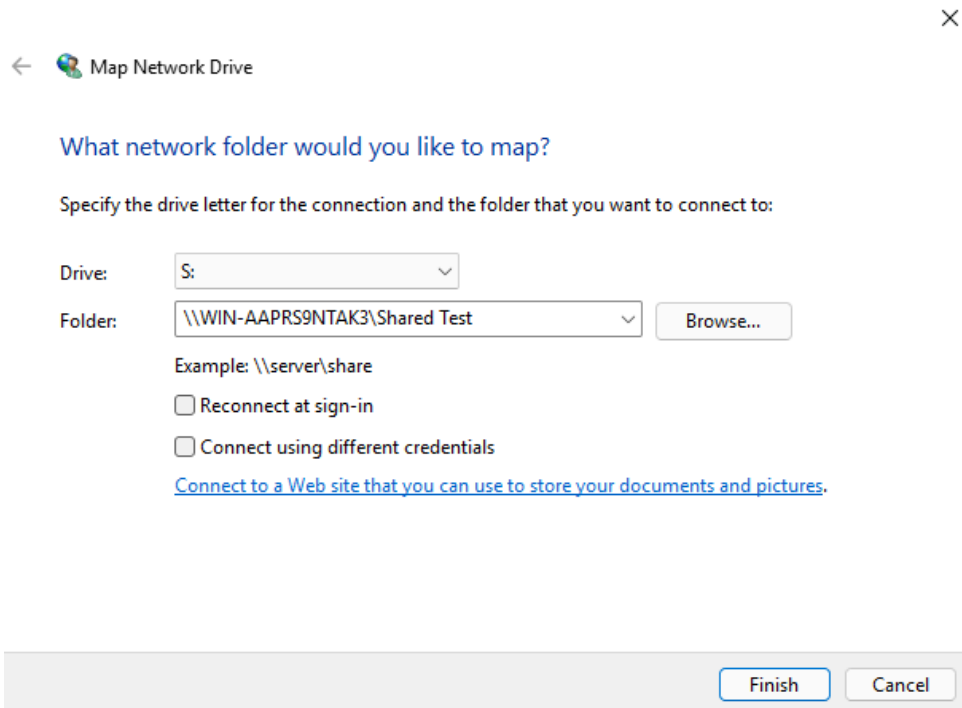 Map Network Drive
What network folder would you like to map?
Specify the drive letter for the connection and the folder that you want to connect to:
Drive: S:
Folder: \\WIN-AAPRS9NTAK3\Shared Test Browse...
Example: \\server\share
Reconnect at sign-in
Connect using different credentials
Connect to a Web site that you can use to store your documents and pictures.
Finish Cancel